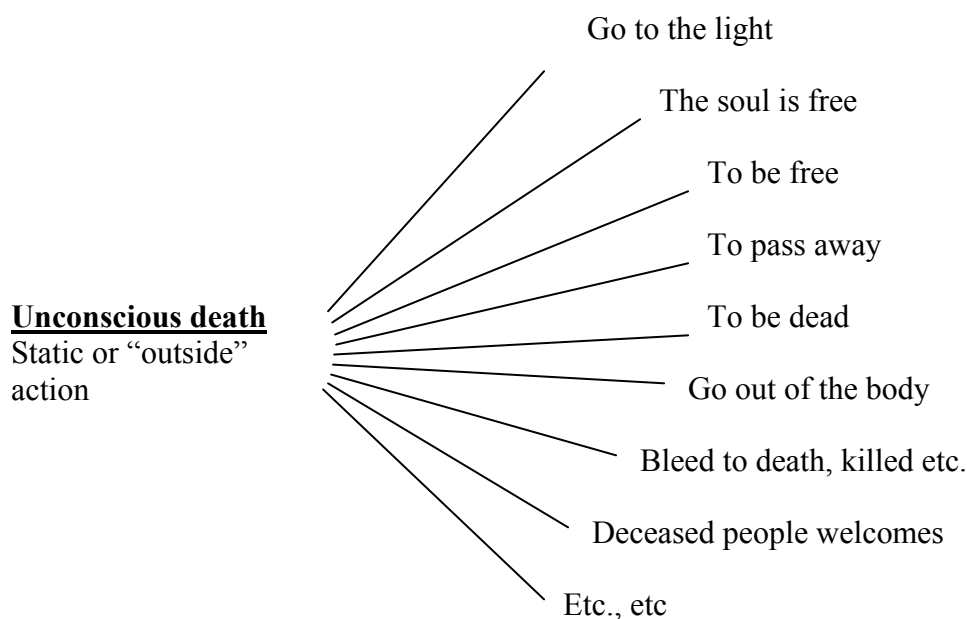 Go to the light
The soul is free
To be free
To pass away
Unconscious death
Static or “outside”
action
To be dead
Go out of the body
Bleed to death, killed etc.
Deceased people welcomes
Etc., etc